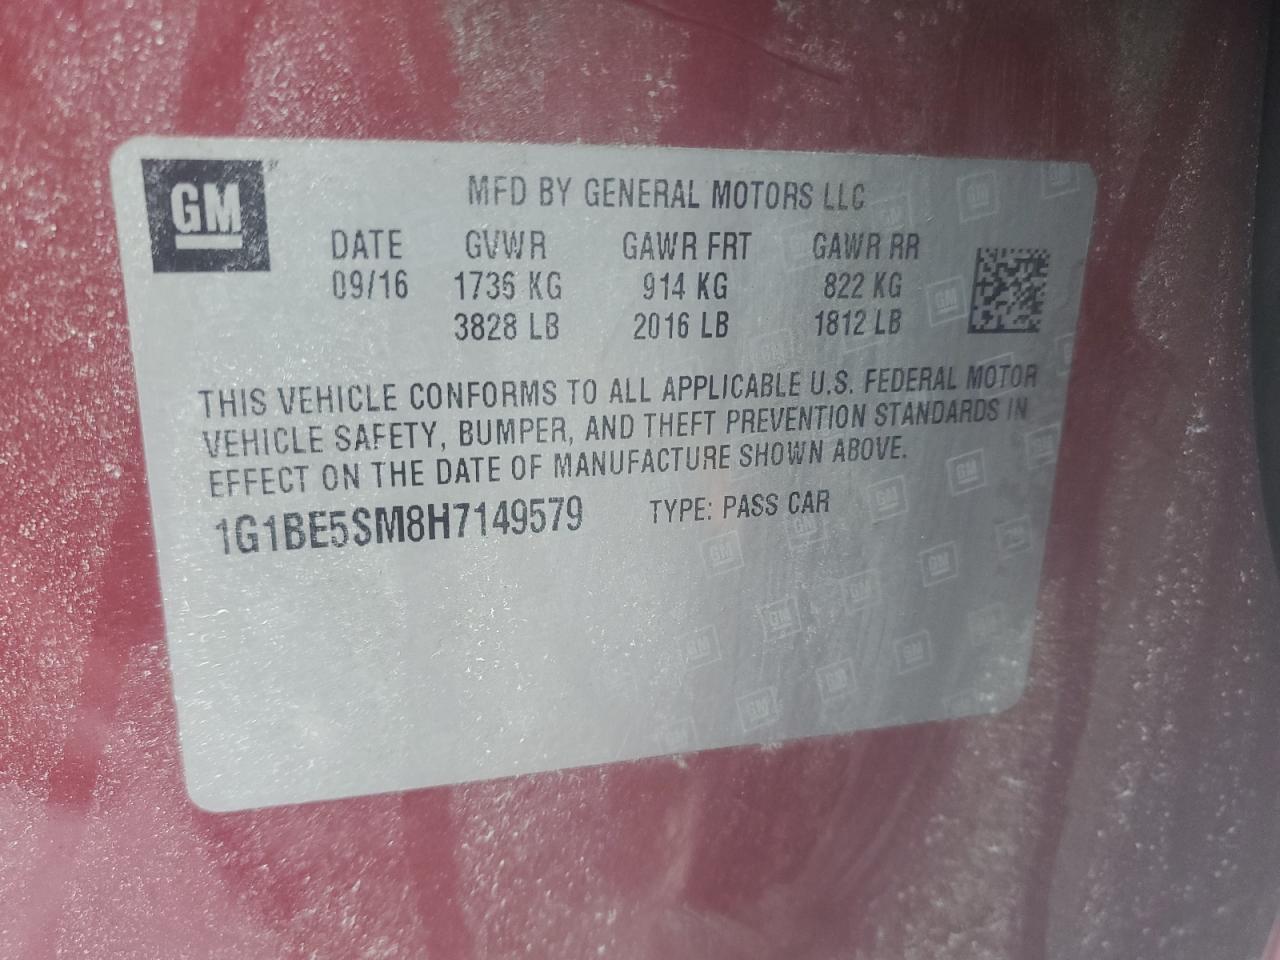 GM
MFD BY GENERAL MOTORS LLC
DATE GVWR GAWR FRT GAWR RR
09/16 1736 KG 914 KG 822 KG
3828 LB 2016 LB 1812 LB
THIS VEHICLE CONFORMS TO ALL APPLICABLE U.S. FEDERAL MOTOR
VEHICLE SAFETY, BUMPER, AND THEFT PREVENTION STANDARDS IN
EFFECT ON THE DATE OF MANUFACTURE SHOWN ABOVE.
1G1BE5SM8H7149579 TYPE: PASS CAR